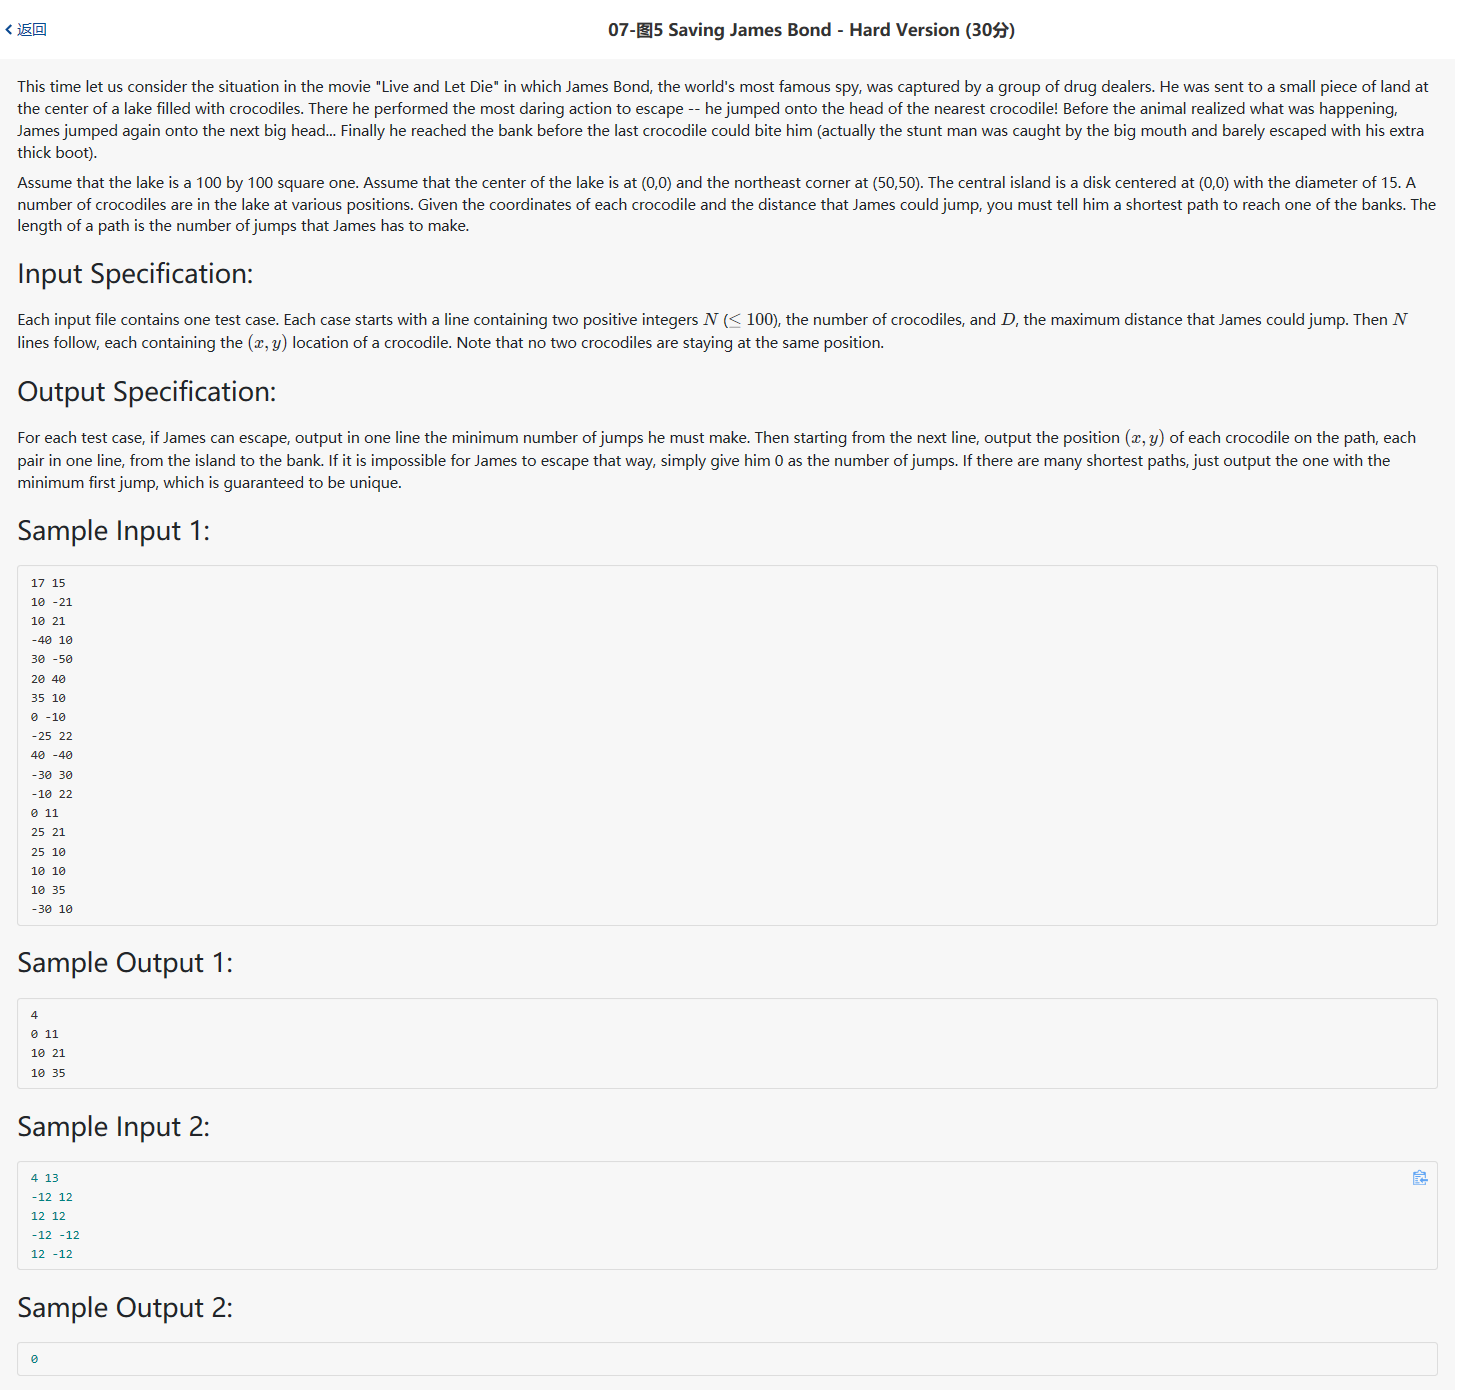 返回
07-图5 Saving James Bond - Hard Version (30分)
This time let us consider the situation in the movie "Live and Let Die" in which James Bond, the world's most famous spy, was captured by a group of drug dealers. He was sent to a small piece of land at
the center of a lake filled with crocodiles. There he performed the most daring action to escape -- he jumped onto the head of the nearest crocodile! Before the animal realized what was happening,
James jumped again onto the next big head... Finally he reached the bank before the last crocodile could bite him (actually the stunt man was caught by the big mouth and barely escaped with his extra
thick boot).
Assume that the lake is a 100 by 100 square one. Assume that the center of the lake is at (0,0) and the northeast corner at (50,50). The central island is a disk centered at (0,0) with the diameter of 15. A
number of crocodiles are in the lake at various positions. Given the coordinates of each crocodile and the distance that James could jump, you must tell him a shortest path to reach one of the banks. The
length of a path is the number of jumps that James has to make.
Input Specification:
Each input file contains one test case. Each case starts with a line containing two positive integers N (≤ 100), the number of crocodiles, and D, the maximum distance that James could jump. Then N
lines follow, each containing the (x, y) location of a crocodile. Note that no two crocodiles are staying at the same position.
Output Specification:
For each test case, if James can escape, output in one line the minimum number of jumps he must make. Then starting from the next line, output the position (x, y) of each crocodile on the path, each
pair in one line, from the island to the bank. If it is impossible for James to escape that way, simply give him 0 as the number of jumps. If there are many shortest paths, just output the one with the
minimum first jump, which is guaranteed to be unique.
Sample Input 1:
17 15
10 -21
10 21
-40 10
30 -50
20 40
35 10
0 -10
-25 22
40 -40
-30 30
-10 22
0 11
25 21
25 10
10 10
10 35
-30 10
Sample Output 1:
4
0 11
10 21
10 35
Sample Input 2:
4 13
-12 12
12 12
-12 -12
12 -12
Sample Output 2:
0